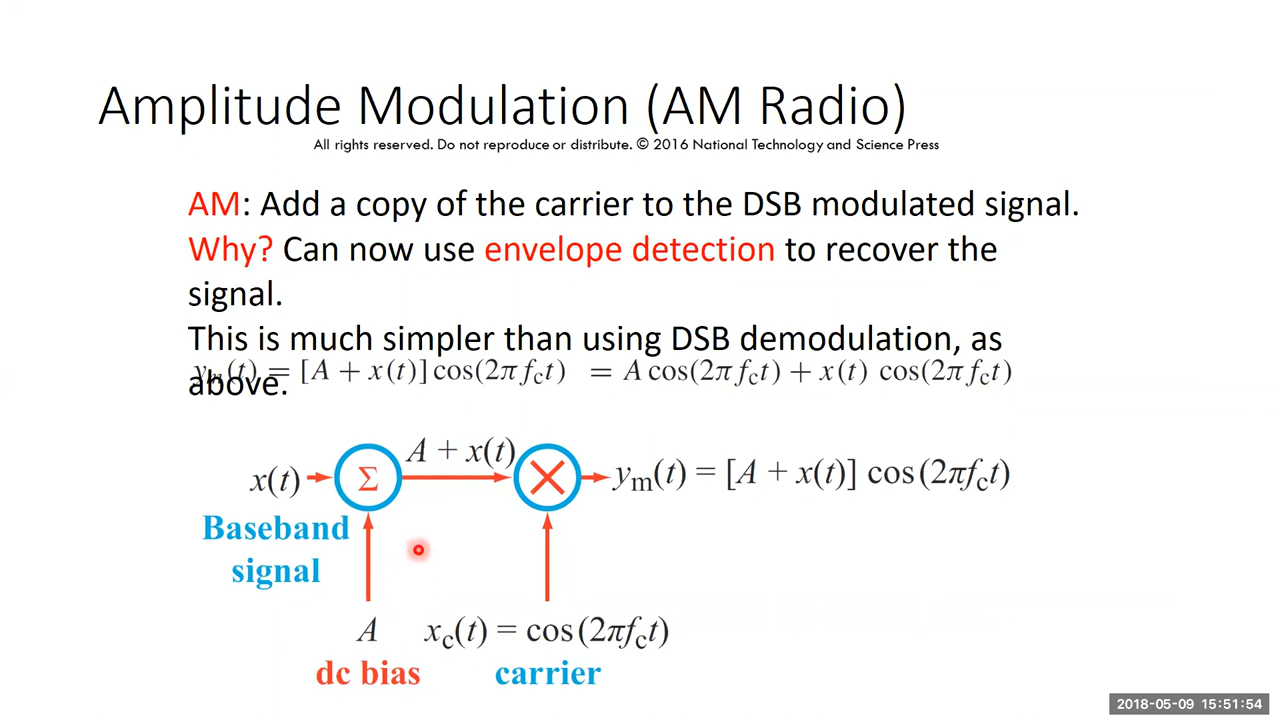 Amplitude Modulation (AM Radio)
All rights reserved. Do not reproduce or distribute. © 2016 National Technology and Science Press
AM: Add a copy of the carrier to the DSB modulated signal.
Why? Can now use envelope detection to recover the
signal.
This is much simpler than using DSB demodulation, as
above.
yₘ(t) = [A + x(t)] cos(2π f_c t) = A cos(2π f_c t) + x(t) cos(2π f_c t)
A + x(t)
x(t)
Σ
×
yₘ(t) = [A + x(t)] cos(2πf_c t)
Baseband
signal
A
x_c(t) = cos(2πf_c t)
dc bias
carrier
2018-05-09 15:51:54